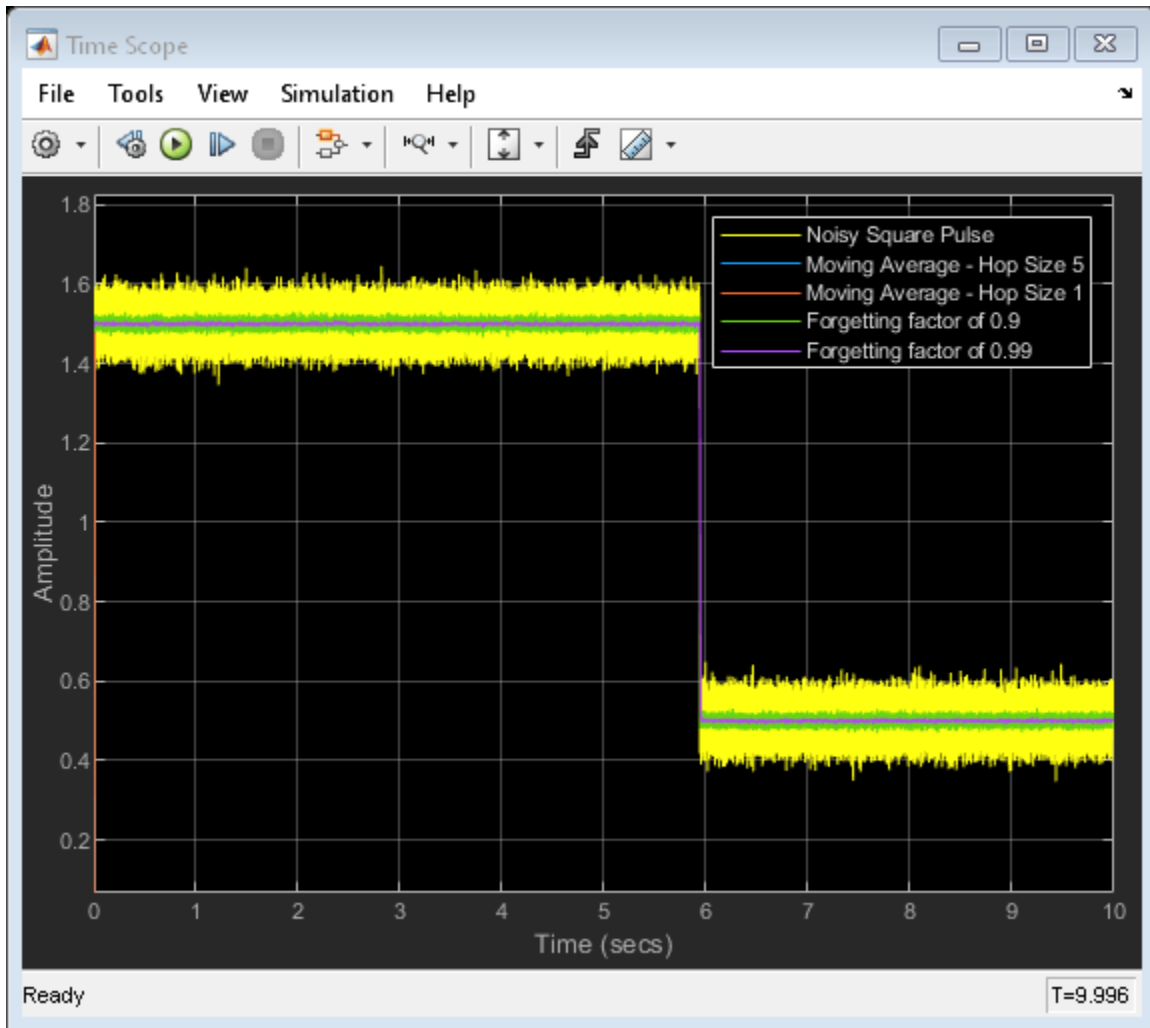 Time Scope
File Tools View Simulation Help
1.8
1.6
1.4
1.2
1
0.8
0.6
0.4
0.2
Amplitude
Noisy Square Pulse
Moving Average - Hop Size 5
Moving Average - Hop Size 1
Forgetting factor of 0.9
Forgetting factor of 0.99
0 1 2 3 4 5 6 7 8 9 10
Time (secs)
Ready T=9.996